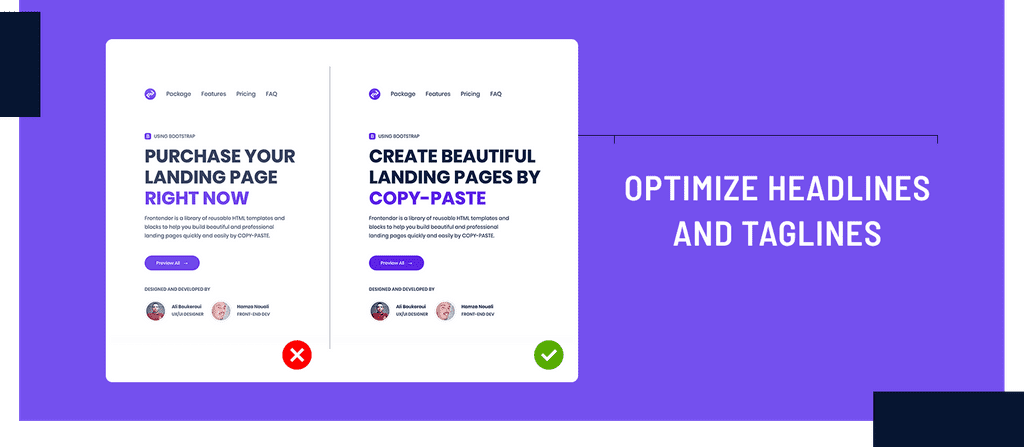 Package Features Pricing FAQ
B USING BOOTSTRAP
PURCHASE YOUR
LANDING PAGE
RIGHT NOW
Frontendor is a library of reusable HTML templates and
blocks to help you build beautiful and professional
landing pages quickly and easily by COPY-PASTE.
Preview All →
DESIGNED AND DEVELOPED BY
Ali Boukeroui
UX/UI DESIGNER
Hamza Nouali
FRONT-END DEV
Package Features Pricing FAQ
B USING BOOTSTRAP
CREATE BEAUTIFUL
LANDING PAGES BY
COPY-PASTE
Frontendor is a library of reusable HTML templates and
blocks to help you build beautiful and professional
landing pages quickly and easily by COPY-PASTE.
Preview All →
DESIGNED AND DEVELOPED BY
Ali Boukeroui
UX/UI DESIGNER
Hamza Nouali
FRONT-END DEV
OPTIMIZE HEADLINES
AND TAGLINES